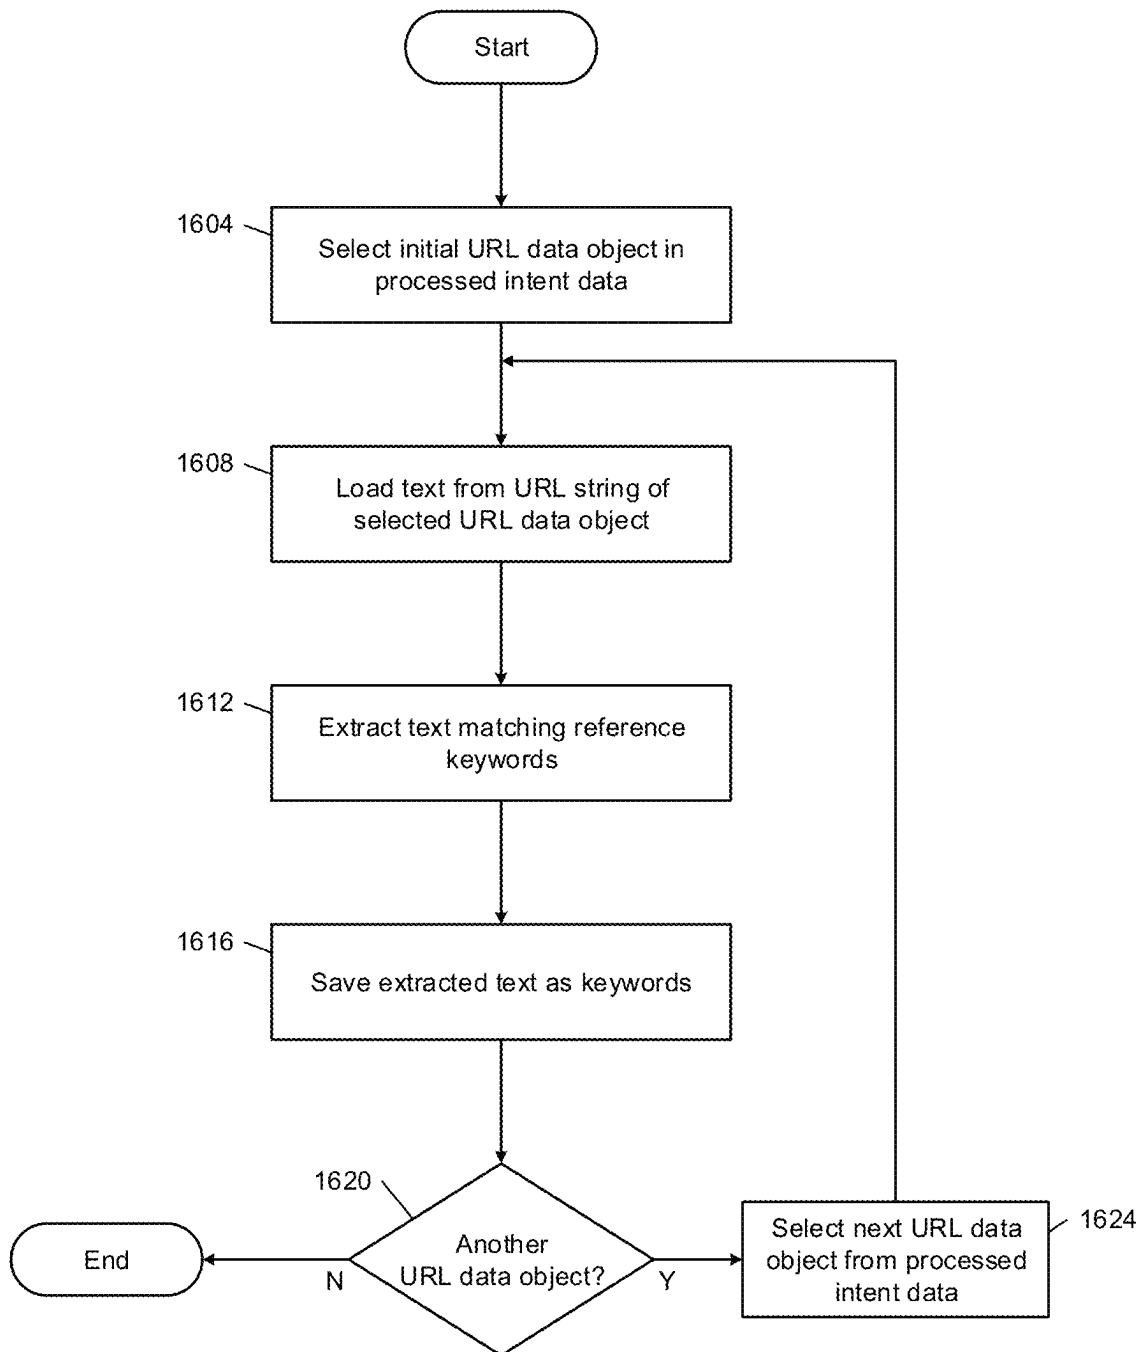 Start
1604
Select initial URL data object in
processed intent data
1608
Load text from URL string of
selected URL data object
1612
Extract text matching reference
keywords
1616
Save extracted text as keywords
1620
Another
URL data object?
N
Y
End
Select next URL data
object from processed
intent data
1624